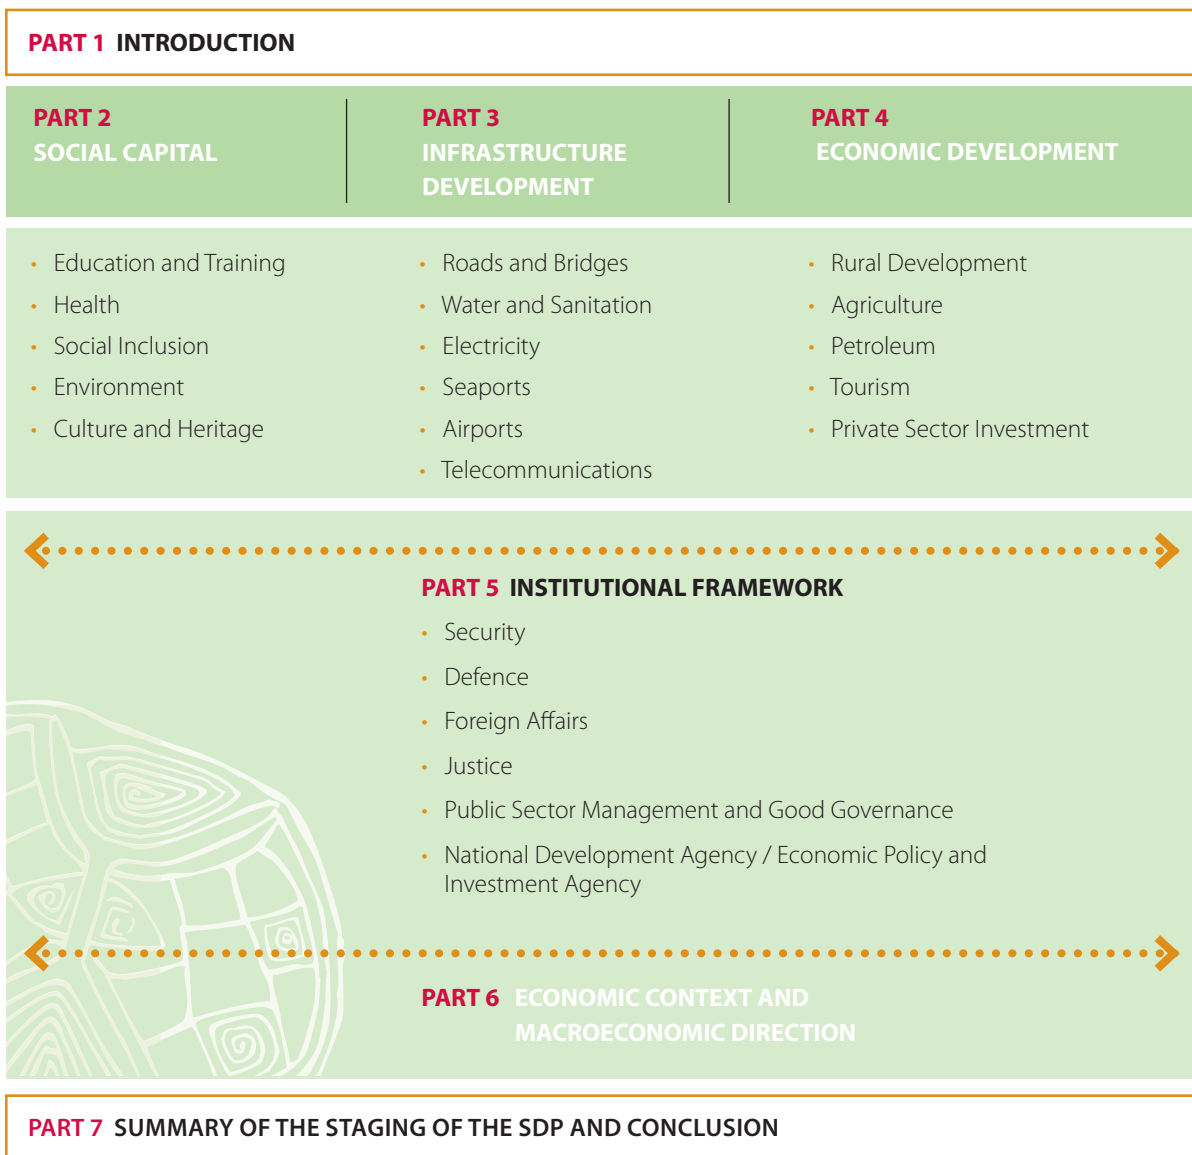 PART 1 INTRODUCTION
PART 2
SOCIAL CAPITAL
PART 3
INFRASTRUCTURE
DEVELOPMENT
PART 4
ECONOMIC DEVELOPMENT
• Education and Training
• Health
• Social Inclusion
• Environment
• Culture and Heritage
• Roads and Bridges
• Water and Sanitation
• Electricity
• Seaports
• Airports
• Telecommunications
• Rural Development
• Agriculture
• Petroleum
• Tourism
• Private Sector Investment
PART 5 INSTITUTIONAL FRAMEWORK
• Security
• Defence
• Foreign Affairs
• Justice
• Public Sector Management and Good Governance
• National Development Agency / Economic Policy and
Investment Agency
PART 6 ECONOMIC CONTEXT AND
MACROECONOMIC DIRECTION
PART 7 SUMMARY OF THE STAGING OF THE SDP AND CONCLUSION